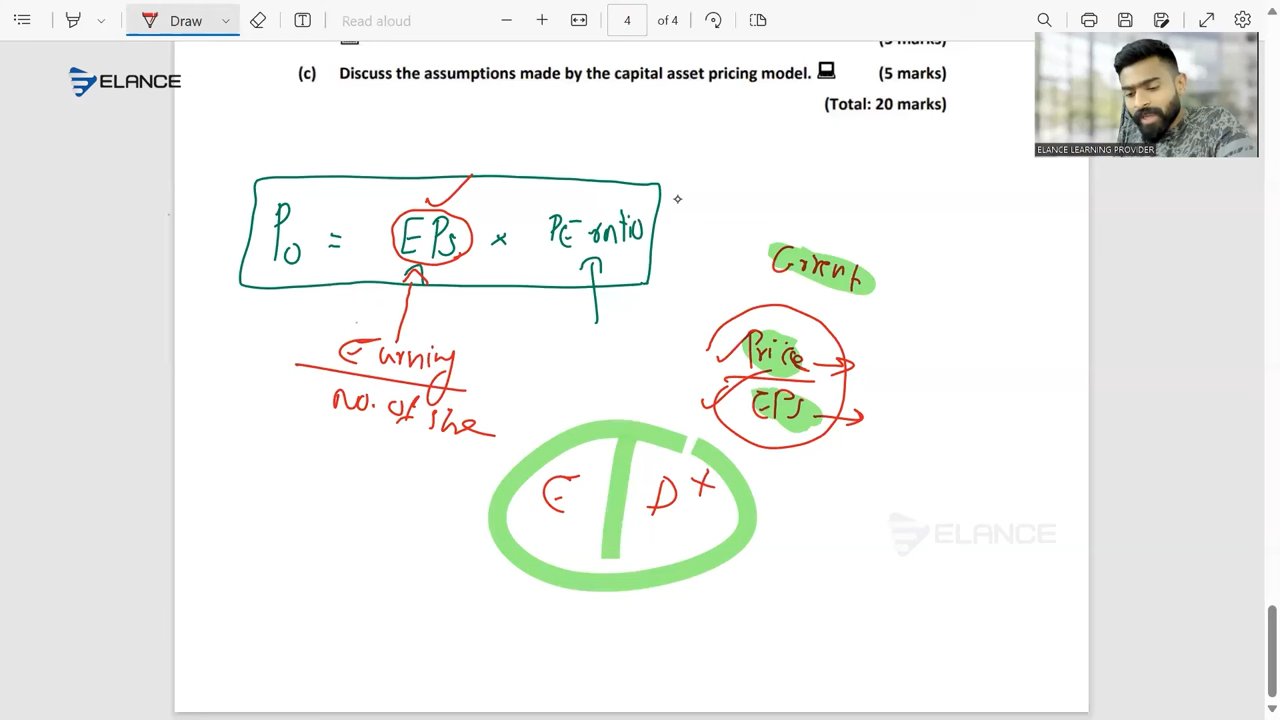 Draw
Read aloud
4 of 4
ELANCE
(c) Discuss the assumptions made by the capital asset pricing model. (5 marks)
(Total: 20 marks)
ELANCE LEARNING PROVIDER
P0 = EPS × PE ratio
Earning
no. of share
Price
EPS
E D +
ELANCE